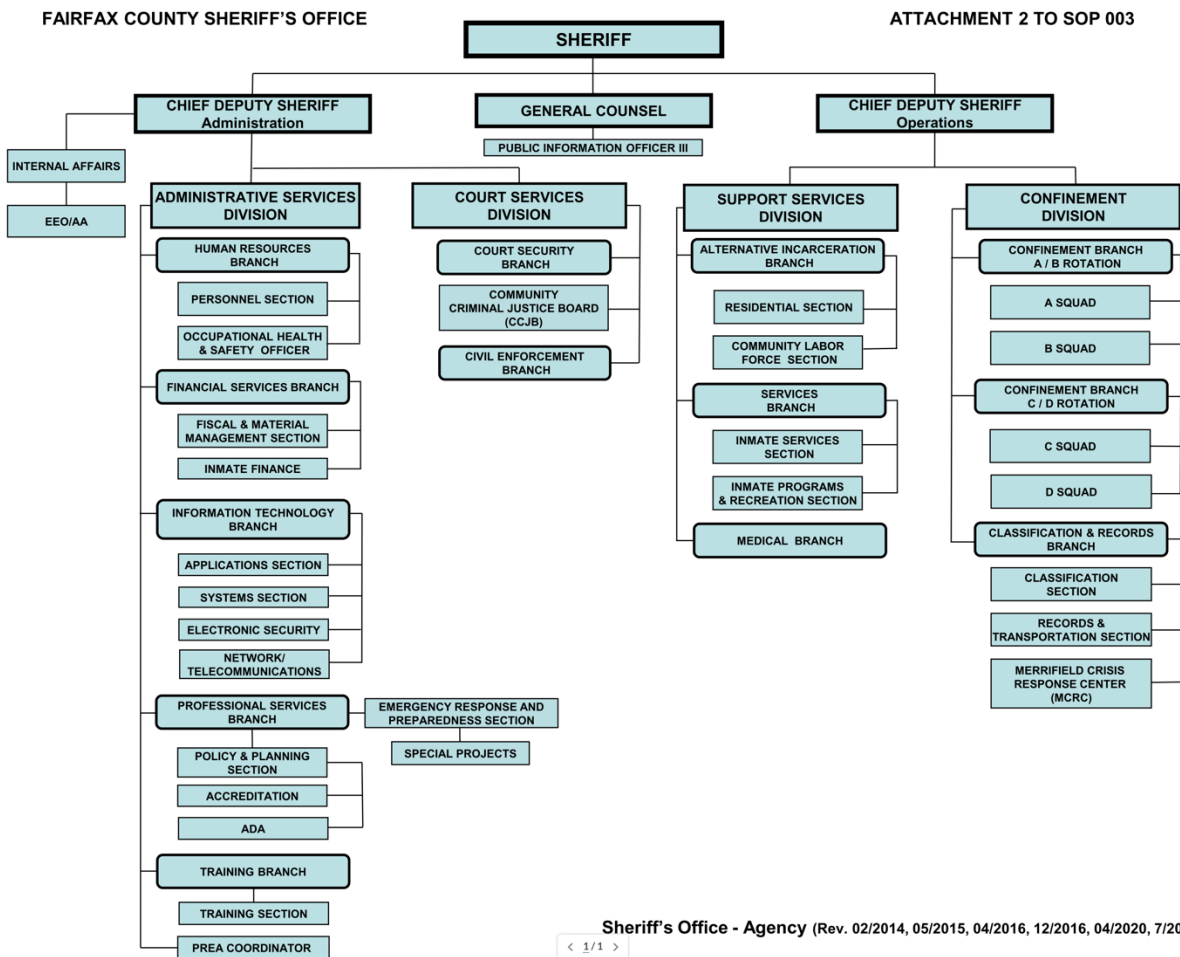 FAIRFAX COUNTY SHERIFF'S OFFICE
ATTACHMENT 2 TO SOP 003
SHERIFF
CHIEF DEPUTY SHERIFF
Administration
GENERAL COUNSEL
CHIEF DEPUTY SHERIFF
Operations
PUBLIC INFORMATION OFFICER III
INTERNAL AFFAIRS
EEO/AA
ADMINISTRATIVE SERVICES
DIVISION
HUMAN RESOURCES
BRANCH
PERSONNEL SECTION
OCCUPATIONAL HEALTH
& SAFETY OFFICER
FINANCIAL SERVICES BRANCH
FISCAL & MATERIAL
MANAGEMENT SECTION
INMATE FINANCE
INFORMATION TECHNOLOGY
BRANCH
APPLICATIONS SECTION
SYSTEMS SECTION
ELECTRONIC SECURITY
NETWORK/
TELECOMMUNICATIONS
PROFESSIONAL SERVICES
BRANCH
EMERGENCY RESPONSE AND
PREPAREDNESS SECTION
SPECIAL PROJECTS
POLICY & PLANNING
SECTION
ACCREDITATION
ADA
TRAINING BRANCH
TRAINING SECTION
PREA COORDINATOR
COURT SERVICES
DIVISION
COURT SECURITY
BRANCH
COMMUNITY
CRIMINAL JUSTICE BOARD
(CCJB)
CIVIL ENFORCEMENT
BRANCH
SUPPORT SERVICES
DIVISION
ALTERNATIVE INCARCERATION
BRANCH
RESIDENTIAL SECTION
COMMUNITY LABOR
FORCE SECTION
SERVICES
BRANCH
INMATE SERVICES
SECTION
INMATE PROGRAMS
& RECREATION SECTION
MEDICAL BRANCH
CONFINEMENT
DIVISION
CONFINEMENT BRANCH
A / B ROTATION
A SQUAD
B SQUAD
CONFINEMENT BRANCH
C / D ROTATION
C SQUAD
D SQUAD
CLASSIFICATION & RECORDS
BRANCH
CLASSIFICATION
SECTION
RECORDS &
TRANSPORTATION SECTION
MERRIFIELD CRISIS
RESPONSE CENTER
(MCRC)
Sheriff's Office - Agency (Rev. 02/2014, 05/2015, 04/2016, 12/2016, 04/2020, 7/20
< 1/1 >